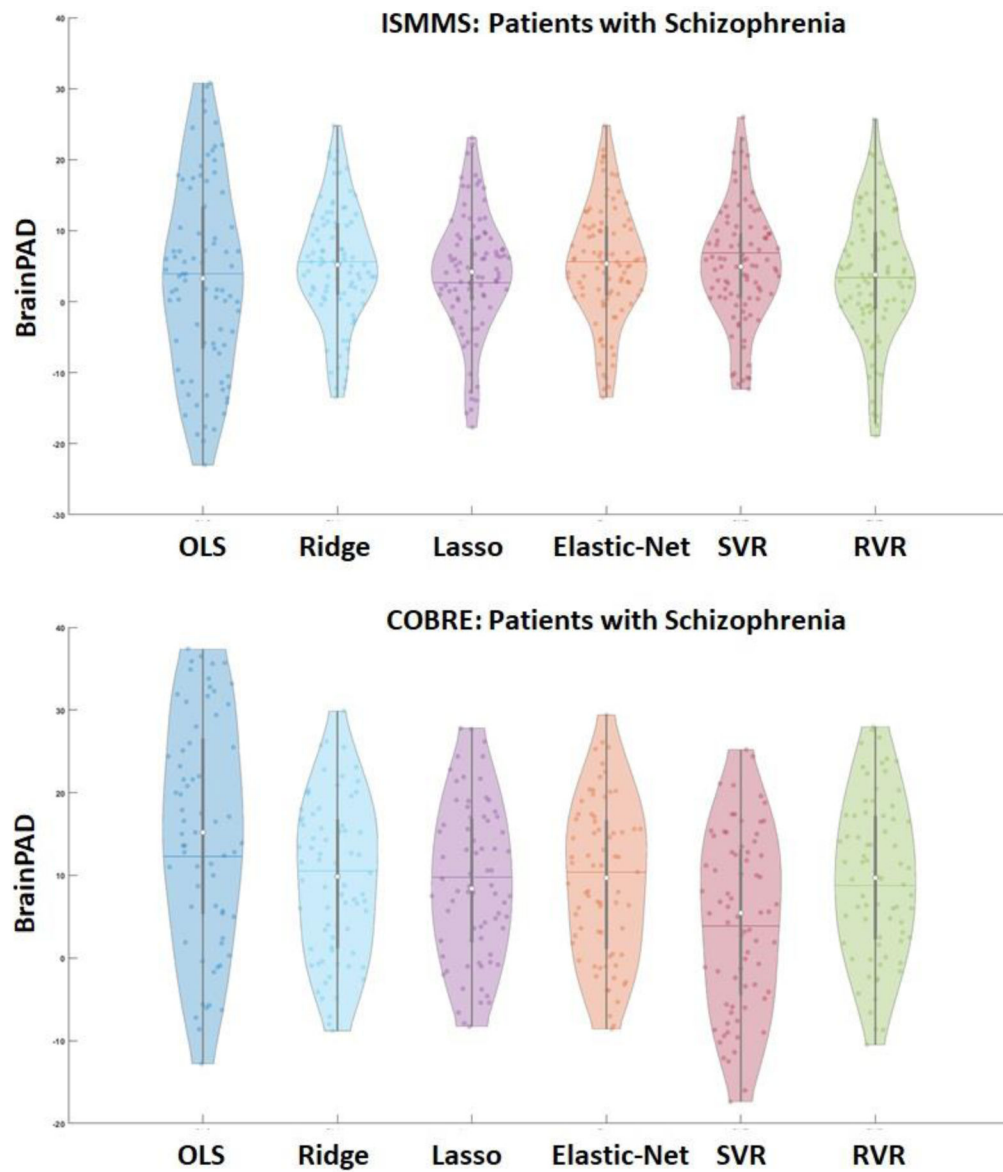 ISMMS: Patients with Schizophrenia
40
30
20
10
0
-10
-20
-30
BrainPAD
OLS Ridge Lasso Elastic-Net SVR RVR
COBRE: Patients with Schizophrenia
40
30
20
10
0
-10
-20
BrainPAD
OLS Ridge Lasso Elastic-Net SVR RVR